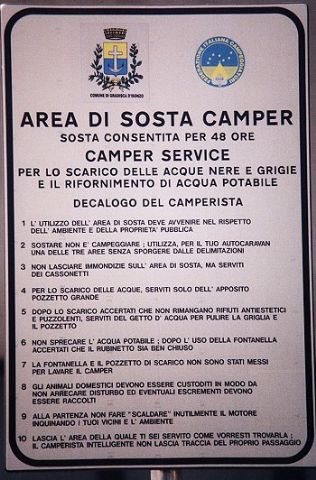 COMUNE DI GRADISCA D'ISONZO
FEDERAZIONE ITALIANA CAMPEGGIATORI
AREA DI SOSTA CAMPER
SOSTA CONSENTITA PER 48 ORE
CAMPER SERVICE
PER LO SCARICO DELLE ACQUE NERE E GRIGIE
E IL RIFORNIMENTO DI ACQUA POTABILE
DECALOGO DEL CAMPERISTA
1 L' UTILIZZO DELL' AREA DI SOSTA DEVE AVVENIRE NEL RISPETTO
DELL' AMBIENTE E DELLA PROPRIETA' PUBBLICA
2 SOSTARE NON E' CAMPEGGIARE ; UTILIZZA, PER IL TUO AUTOCARAVAN
UNA DELLE TRE AREE SENZA SPORGERE DALLE DELIMITAZIONI
3 NON LASCIARE IMMONDIZIE SULL' AREA DI SOSTA, MA SERVITI
DEI CASSONETTI
4 PER LO SCARICO DELLE ACQUE, SERVITI SOLO DELL' APPOSITO
POZZETTO GRANDE
5 DOPO LO SCARICO ACCERTATI CHE NON RIMANGANO RIFIUTI ANTIESTETICI
E PUZZOLENTI, SERVITI DEL GETTO D' ACQUA PER PULIRE LA GRIGLIA E
IL POZZETTO
6 NON SPRECARE L' ACQUA POTABILE ; DOPO L' USO DELLA FONTANELLA
ACCERTATI CHE IL RUBINETTO SIA BEN CHIUSO
7 LA FONTANELLA E IL POZZETTO DI SCARICO NON SONO STATI MESSI
PER LAVARE IL CAMPER
8 GLI ANIMALI DOMESTICI DEVONO ESSERE CUSTODITI IN MODO DA
NON ARRECARE DISTURBO ED EVENTUALI ESCREMENTI DEVONO
ESSERE RACCOLTI
9 ALLA PARTENZA NON FARE "SCALDARE" INUTILMENTE IL MOTORE
INQUINANDO I TUOI VICINI E L' AMBIENTE
10 LASCIA L' AREA DELLA QUALE TI SEI SERVITO COME VORRESTI TROVARLA ;
IL CAMPERISTA INTELLIGENTE NON LASCIA TRACCIA DEL PROPRIO PASSAGGIO